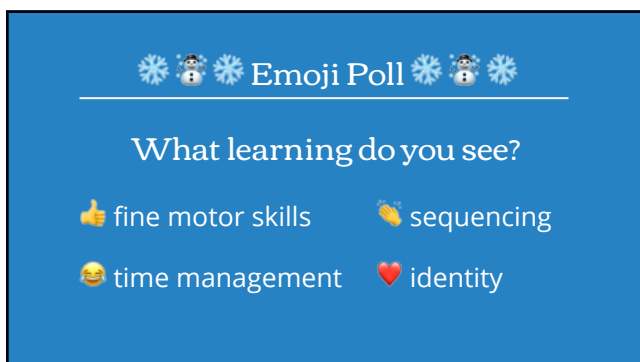 ❄️☃️❄️ Emoji Poll ❄️☃️❄️
What learning do you see?
👍 fine motor skills
👏 sequencing
😂 time management
❤️ identity